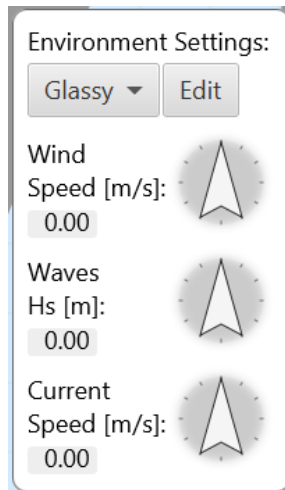 Environment Settings:
Glassy Edit
Wind
Speed [m/s]:
0.00
Waves
Hs [m]:
0.00
Current
Speed [m/s]:
0.00